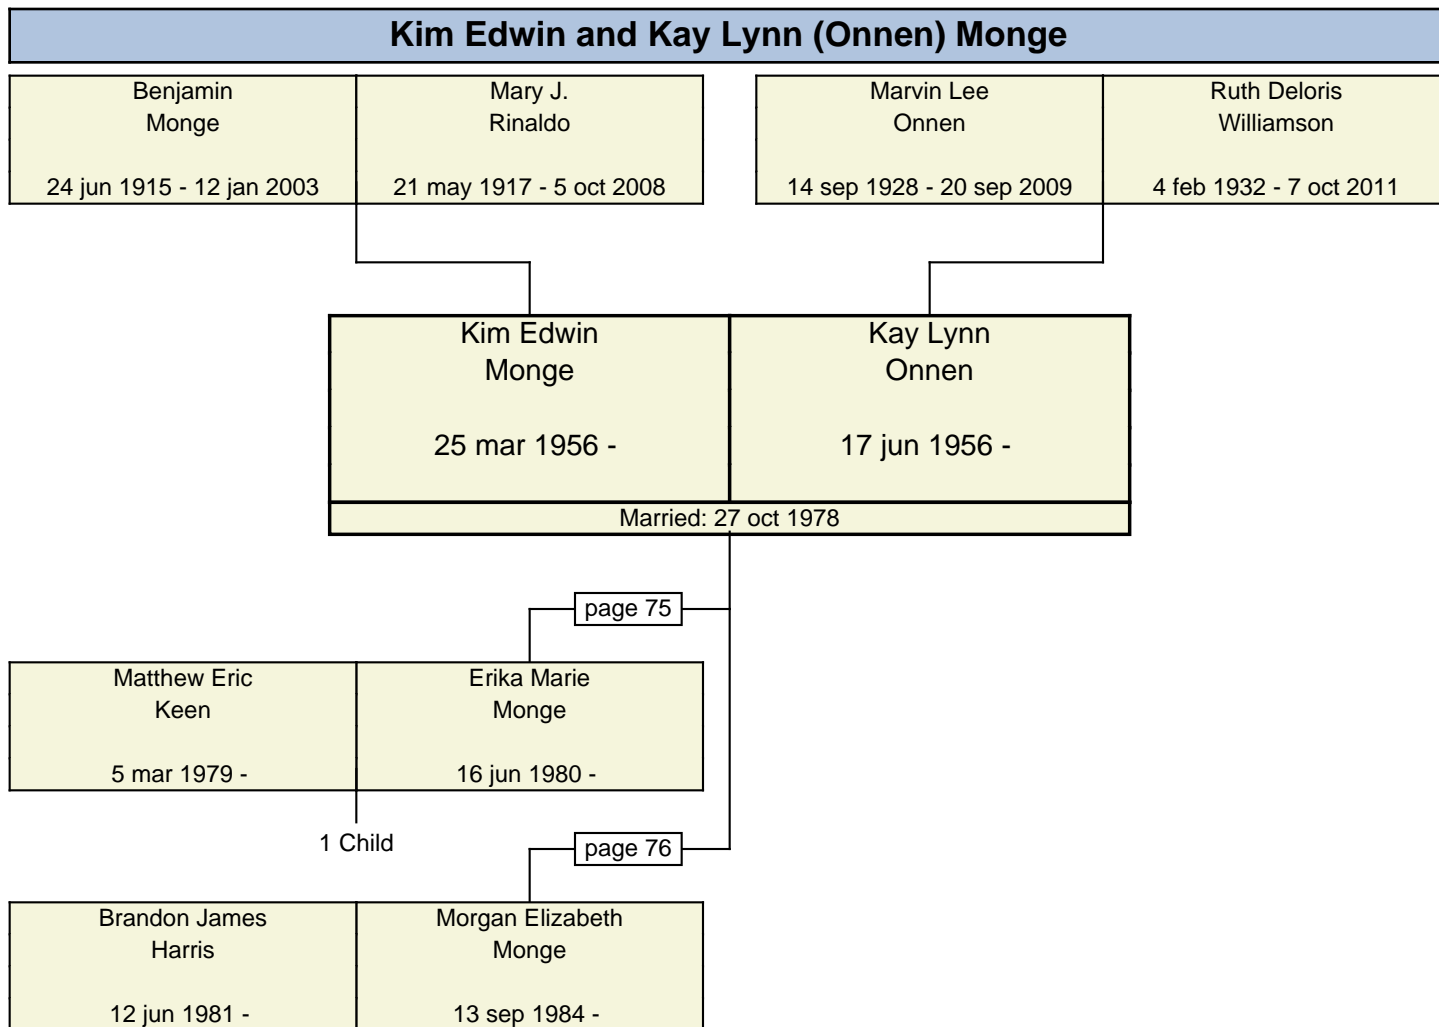 Kim Edwin and Kay Lynn (Onnen) Monge
Benjamin
Monge
24 jun 1915 - 12 jan 2003
Mary J.
Rinaldo
21 may 1917 - 5 oct 2008
Marvin Lee
Onnen
14 sep 1928 - 20 sep 2009
Ruth Deloris
Williamson
4 feb 1932 - 7 oct 2011
Kim Edwin
Monge
25 mar 1956 -
Kay Lynn
Onnen
17 jun 1956 -
Married: 27 oct 1978
page 75
Matthew Eric
Keen
5 mar 1979 -
Erika Marie
Monge
16 jun 1980 -
1 Child
page 76
Brandon James
Harris
12 jun 1981 -
Morgan Elizabeth
Monge
13 sep 1984 -